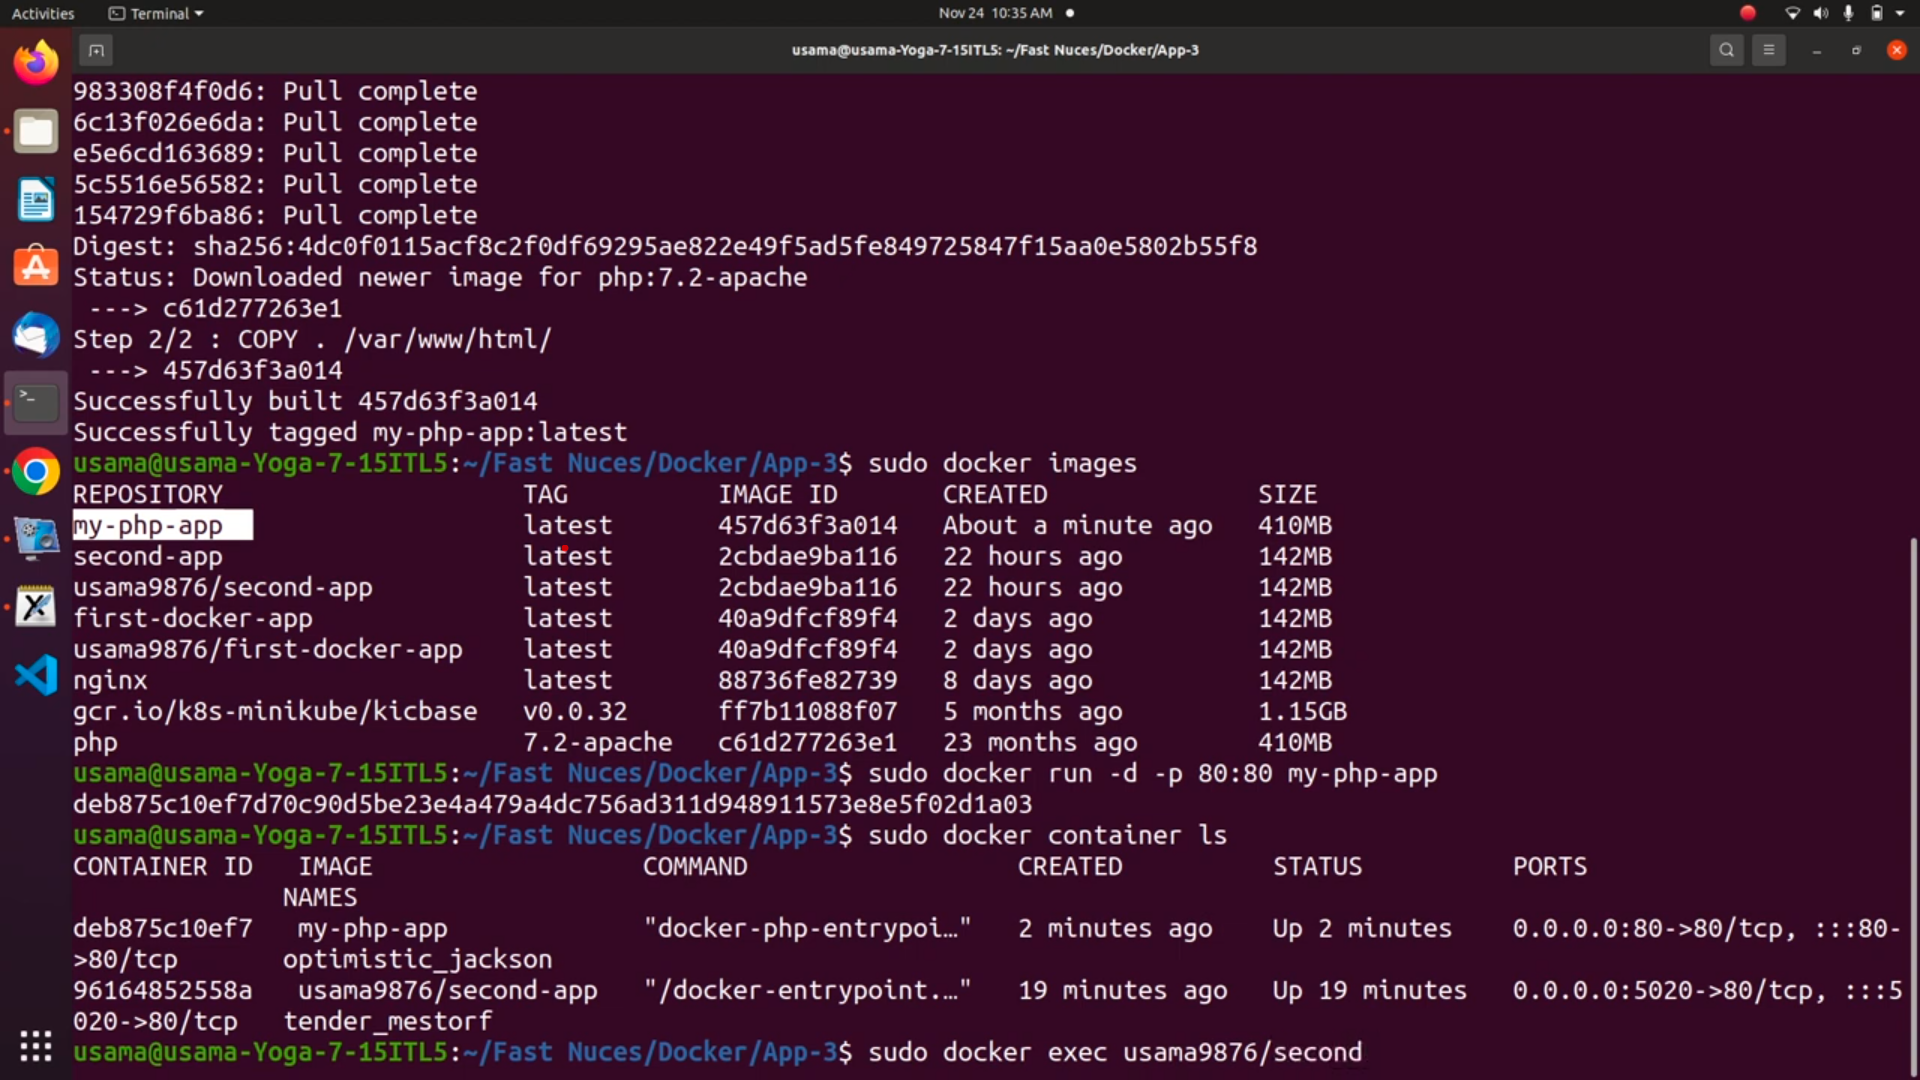 Activities
Terminal
Nov 24 10:35 AM
usama@usama-Yoga-7-15ITL5: ~/Fast Nuces/Docker/App-3
983308f4f0d6: Pull complete
6c13f026e6da: Pull complete
e5e6cd163689: Pull complete
5c5516e56582: Pull complete
154729f6ba86: Pull complete
Digest: sha256:4dc0f0115acf8c2f0df69295ae822e49f5ad5fe849725847f15aa0e5802b55f8
Status: Downloaded newer image for php:7.2-apache
 ---> c61d277263e1
Step 2/2 : COPY . /var/www/html/
 ---> 457d63f3a014
Successfully built 457d63f3a014
Successfully tagged my-php-app:latest
usama@usama-Yoga-7-15ITL5:~/Fast Nuces/Docker/App-3$ sudo docker images
REPOSITORY TAG IMAGE ID CREATED SIZE
my-php-app latest 457d63f3a014 About a minute ago 410MB
second-app latest 2cbdae9ba116 22 hours ago 142MB
usama9876/second-app latest 2cbdae9ba116 22 hours ago 142MB
first-docker-app latest 40a9dfcf89f4 2 days ago 142MB
usama9876/first-docker-app latest 40a9dfcf89f4 2 days ago 142MB
nginx latest 88736fe82739 8 days ago 142MB
gcr.io/k8s-minikube/kicbase v0.0.32 ff7b11088f07 5 months ago 1.15GB
php 7.2-apache c61d277263e1 23 months ago 410MB
usama@usama-Yoga-7-15ITL5:~/Fast Nuces/Docker/App-3$ sudo docker run -d -p 80:80 my-php-app
deb875c10ef7d70c90d5be23e4a479a4dc756ad311d948911573e8e5f02d1a03
usama@usama-Yoga-7-15ITL5:~/Fast Nuces/Docker/App-3$ sudo docker container ls
CONTAINER ID IMAGE COMMAND CREATED STATUS PORTS
NAMES
deb875c10ef7 my-php-app "docker-php-entrypoi…" 2 minutes ago Up 2 minutes 0.0.0.0:80->80/tcp, :::80-
>80/tcp optimistic_jackson
96164852558a usama9876/second-app "/docker-entrypoint.…" 19 minutes ago Up 19 minutes 0.0.0.0:5020->80/tcp, :::5
020->80/tcp tender_mestorf
usama@usama-Yoga-7-15ITL5:~/Fast Nuces/Docker/App-3$ sudo docker exec usama9876/second